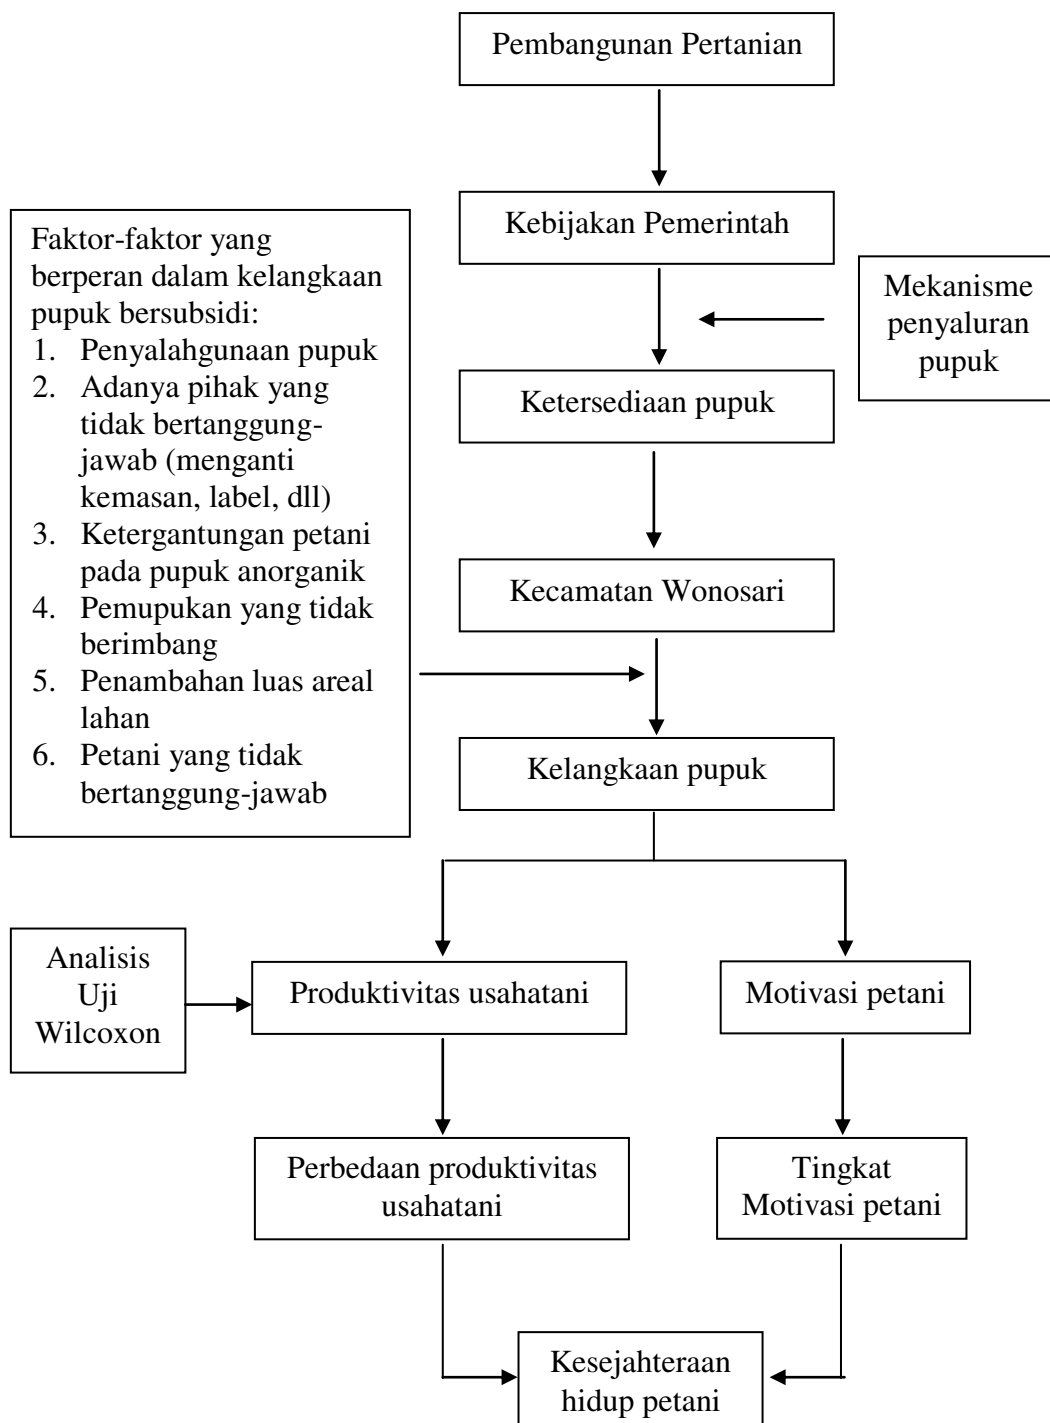 Pembangunan Pertanian
Kebijakan Pemerintah
Faktor-faktor yang
berperan dalam kelangkaan
pupuk bersubsidi:
1. Penyalahgunaan pupuk
2. Adanya pihak yang
tidak bertanggung-
jawab (menganti
kemasan, label, dll)
3. Ketergantungan petani
pada pupuk anorganik
4. Pemupukan yang tidak
berimbang
5. Penambahan luas areal
lahan
6. Petani yang tidak
bertanggung-jawab
Mekanisme
penyaluran
pupuk
Ketersediaan pupuk
Kecamatan Wonosari
Kelangkaan pupuk
Analisis
Uji
Wilcoxon
Produktivitas usahatani
Motivasi petani
Perbedaan produktivitas
usahatani
Tingkat
Motivasi petani
Kesejahteraan
hidup petani